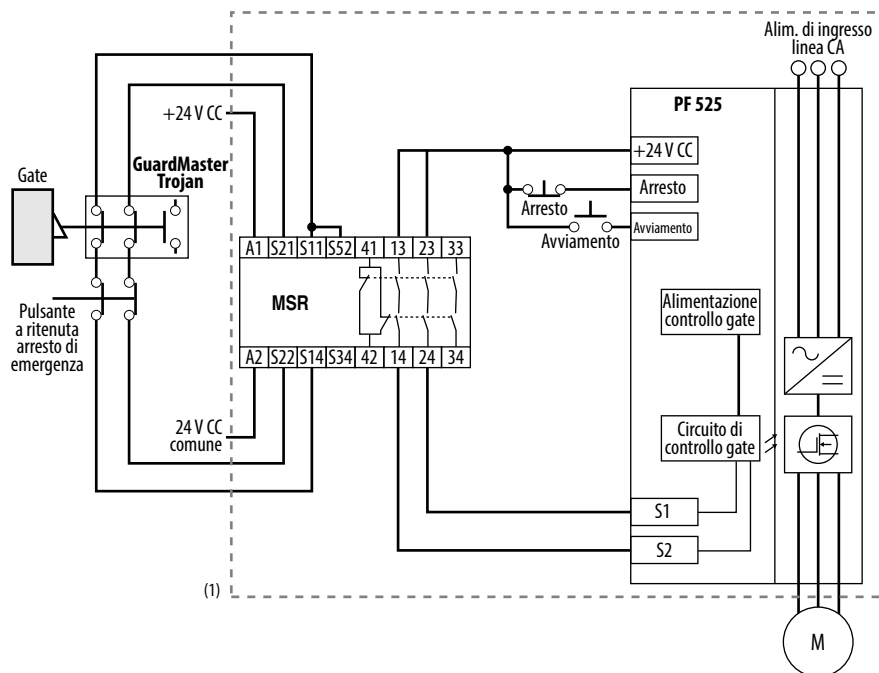 Alim. di ingresso
linea CA
PF 525
+24 V CC
GuardMaster
Trojan
Gate
+24 V CC
Arresto
Arresto
Avviamento
Avviamento
A1 S21 S11 S52 41 13 23 33
MSR
Pulsante
a ritenuta
arresto di
emergenza
Alimentazione
controllo gate
A2 S22 S14 S34 42 14 24 34
24 V CC
comune
Circuito di
controllo gate
S1
S2
(1)
M